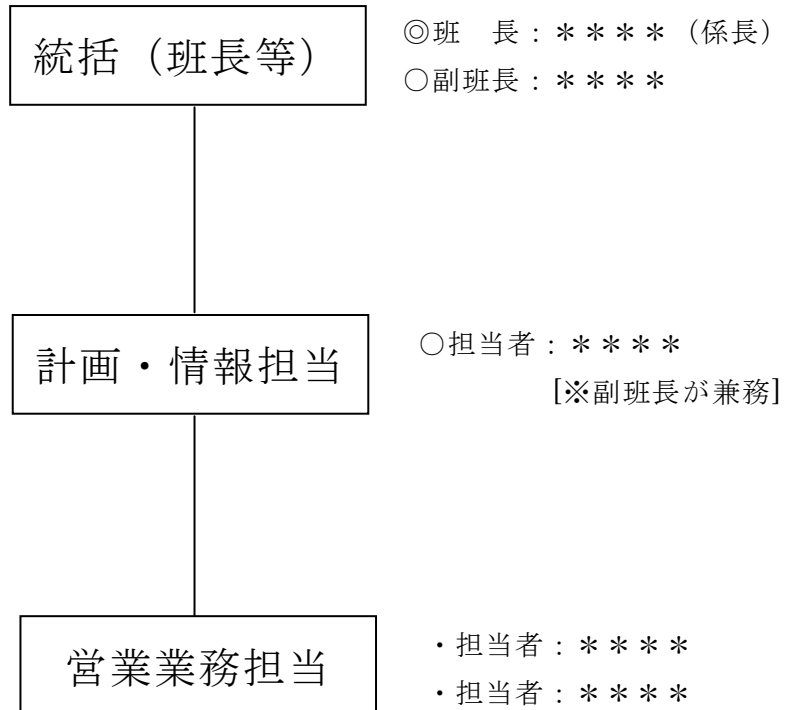 統括（班長等）
◎班　長：＊＊＊＊（係長）
○副班長：＊＊＊＊
計画・情報担当
○担当者：＊＊＊＊
[※副班長が兼務]
営業業務担当
・担当者：＊＊＊＊
・担当者：＊＊＊＊